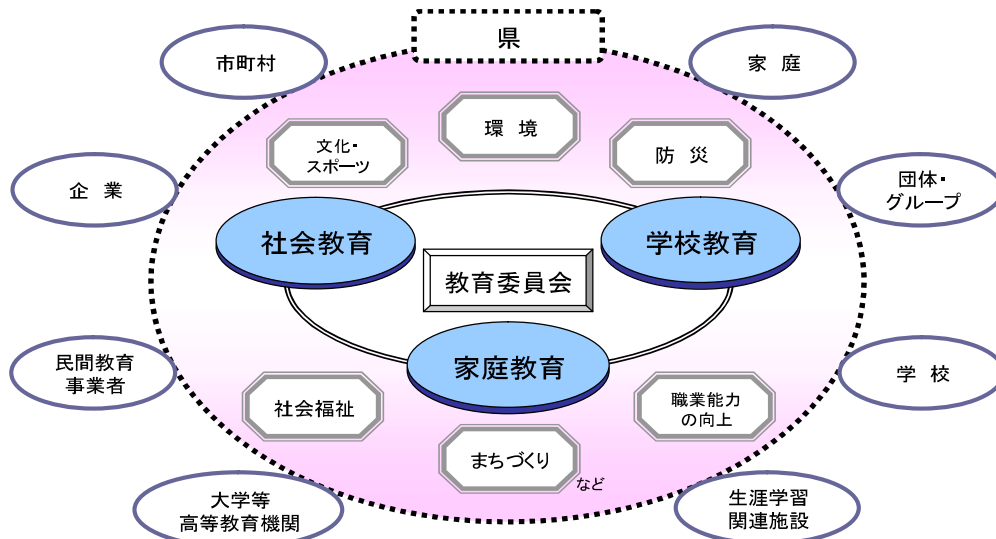 県
市町村
家 庭
環 境
文化・
スポーツ
防 災
企 業
団体・
グループ
社会教育
学校教育
教育委員会
家庭教育
民間教育
事業者
学 校
社会福祉
職業能力
の向上
まちづくり
など
大学等
高等教育機関
生涯学習
関連施設